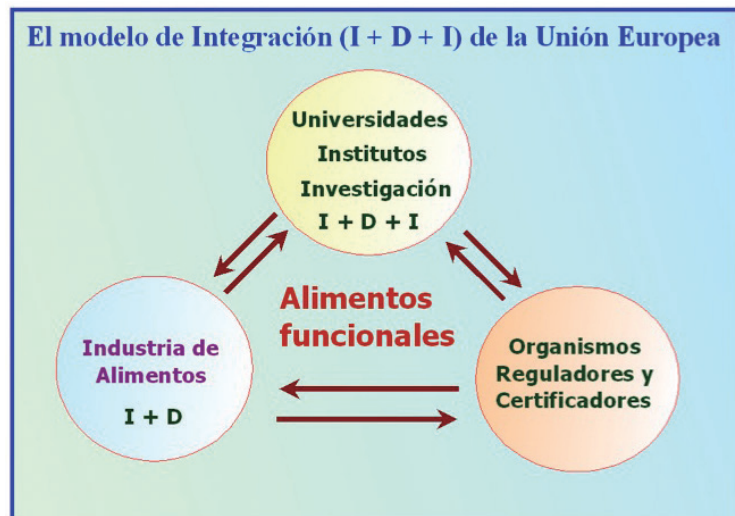 El modelo de Integración (I + D + I) de la Unión Europea
Universidades
Institutos
Investigación
I + D + I
Alimentos
funcionales
Industria de
Alimentos
I + D
Organismos
Reguladores y
Certificadores